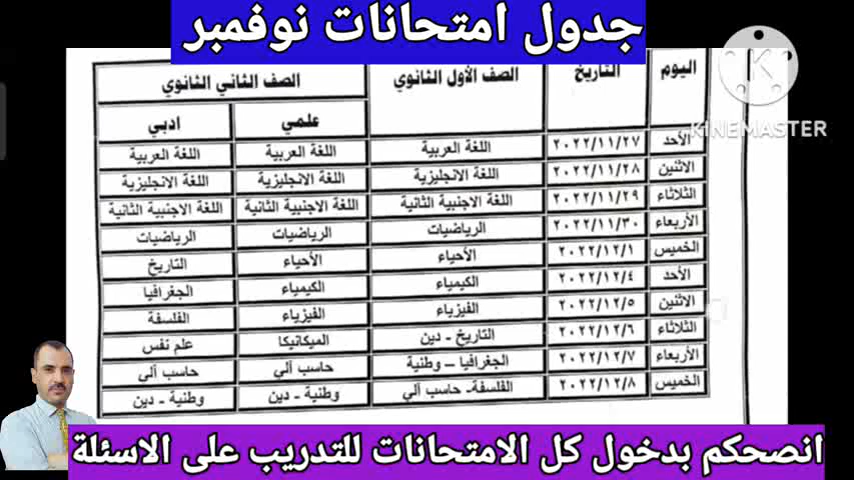 جدول امتحانات نوفمبر
اليوم التاريخ الصف الأول الثانوي الصف الثاني الثانوي
علمي ادبي
KINEMASTER
الأحد ٢٠٢٢/١١/٢٧ اللغة العربية اللغة العربية اللغة العربية
الاثنين ٢٠٢٢/١١/٢٨ اللغة الانجليزية اللغة الانجليزية اللغة الانجليزية
الثلاثاء ٢٠٢٢/١١/٢٩ اللغة الاجنبية الثانية اللغة الاجنبية الثانية اللغة الاجنبية الثانية
الأربعاء ٢٠٢٢/١١/٣٠ الرياضيات الرياضيات الرياضيات
الخميس ٢٠٢٢/١٢/١ الأحياء الأحياء التاريخ
الأحد ٢٠٢٢/١٢/٤ الكيمياء الكيمياء الجغرافيا
الاثنين ٢٠٢٢/١٢/٥ الفيزياء الفيزياء الفلسفة
الثلاثاء ٢٠٢٢/١٢/٦ التاريخ - دين الميكانيكا علم نفس
الأربعاء ٢٠٢٢/١٢/٧ الجغرافيا - وطنية حاسب ألي حاسب ألي
الخميس ٢٠٢٢/١٢/٨ الفلسفة- حاسب ألي وطنية - دين وطنية - دين
انصحكم بدخول كل الامتحانات للتدريب على الاسئلة